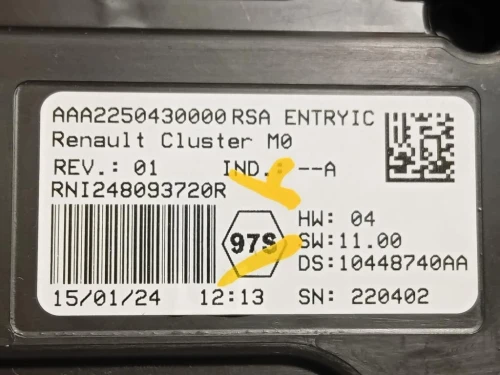 AAA2250430000 RSA ENTRYIC
Renault Cluster M0
REV.: 01 IND.: --A
RNI248093720R
97S
HW: 04
SW:11.00
DS:10448740AA
15/01/24 12:13 SN: 220402